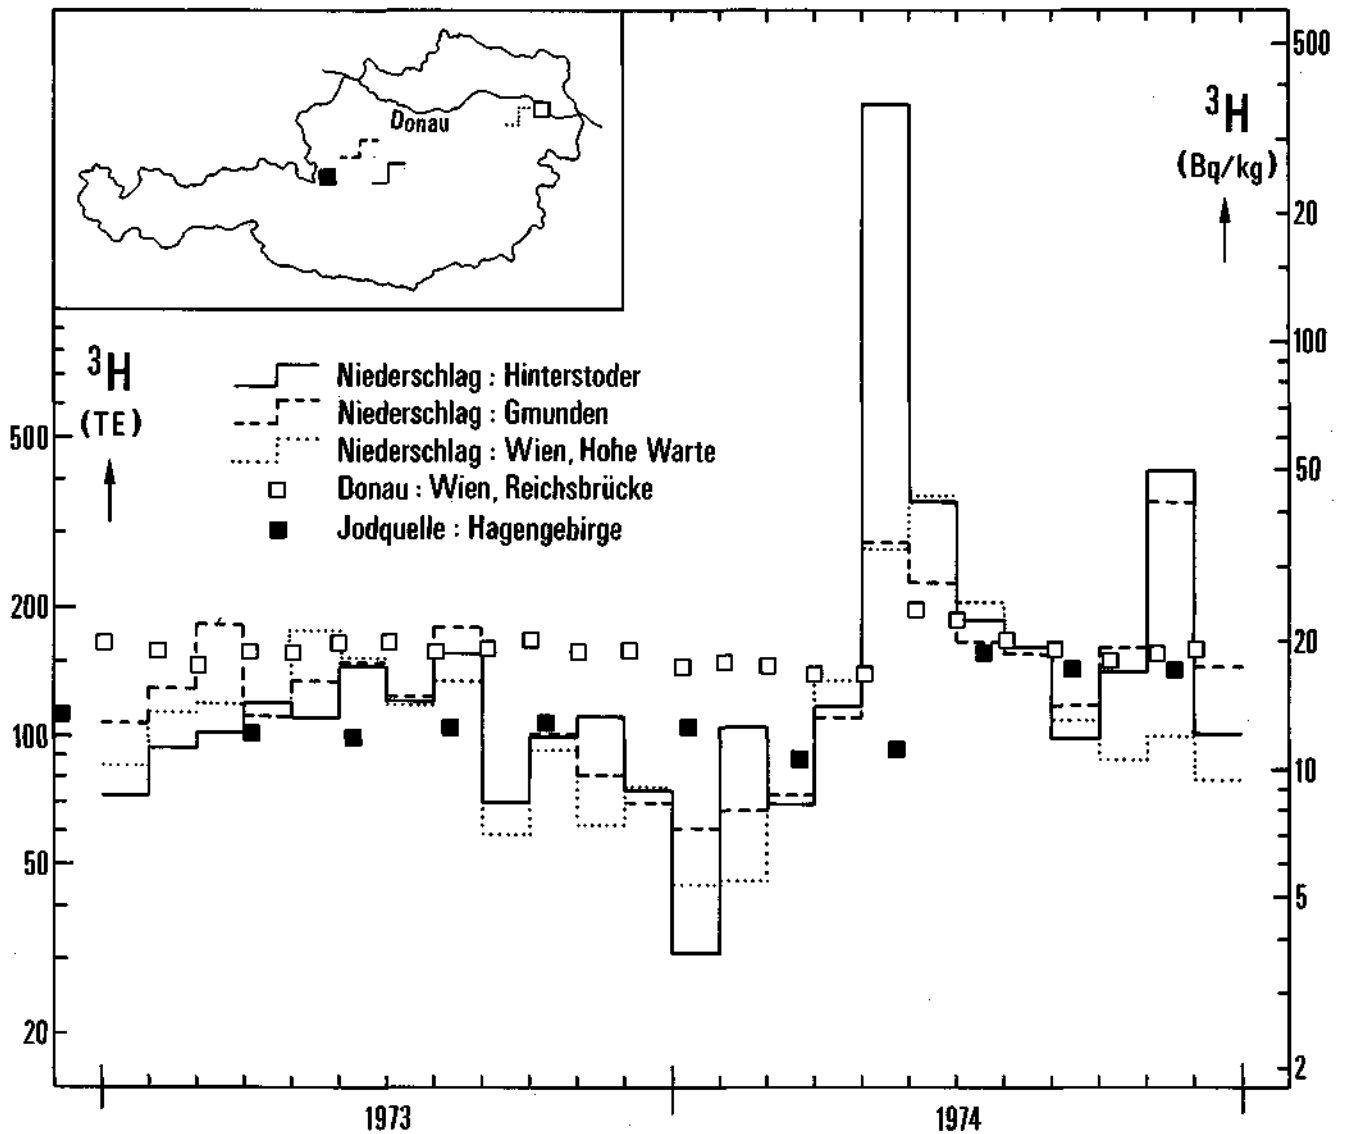 Donau
³H
(Bq/kg)
500
20
100
50
20
10
5
2
³H
(TE)
500
200
100
50
20
Niederschlag : Hinterstoder
Niederschlag : Gmunden
Niederschlag : Wien, Hohe Warte
Donau : Wien, Reichsbrücke
Jodquelle : Hagengebirge
1973
1974